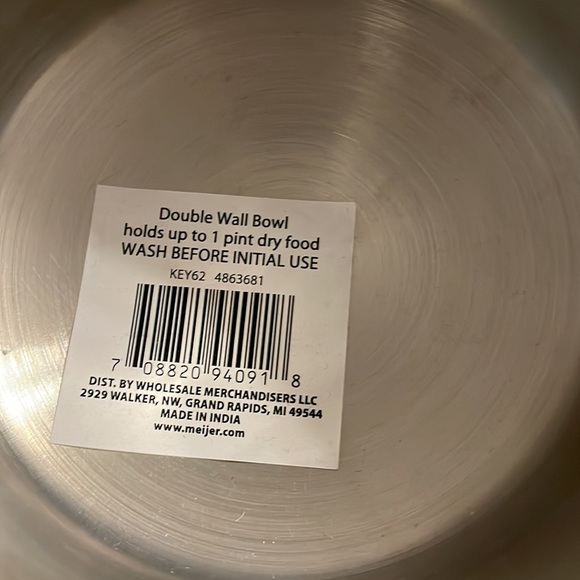 Double Wall Bowl
holds up to 1 pint dry food
WASH BEFORE INITIAL USE
KEY62 4863681
7 08820 94091 8
DIST. BY WHOLESALE MERCHANDISERS LLC
2929 WALKER, NW, GRAND RAPIDS, MI 49544
MADE IN INDIA
www.meijer.com